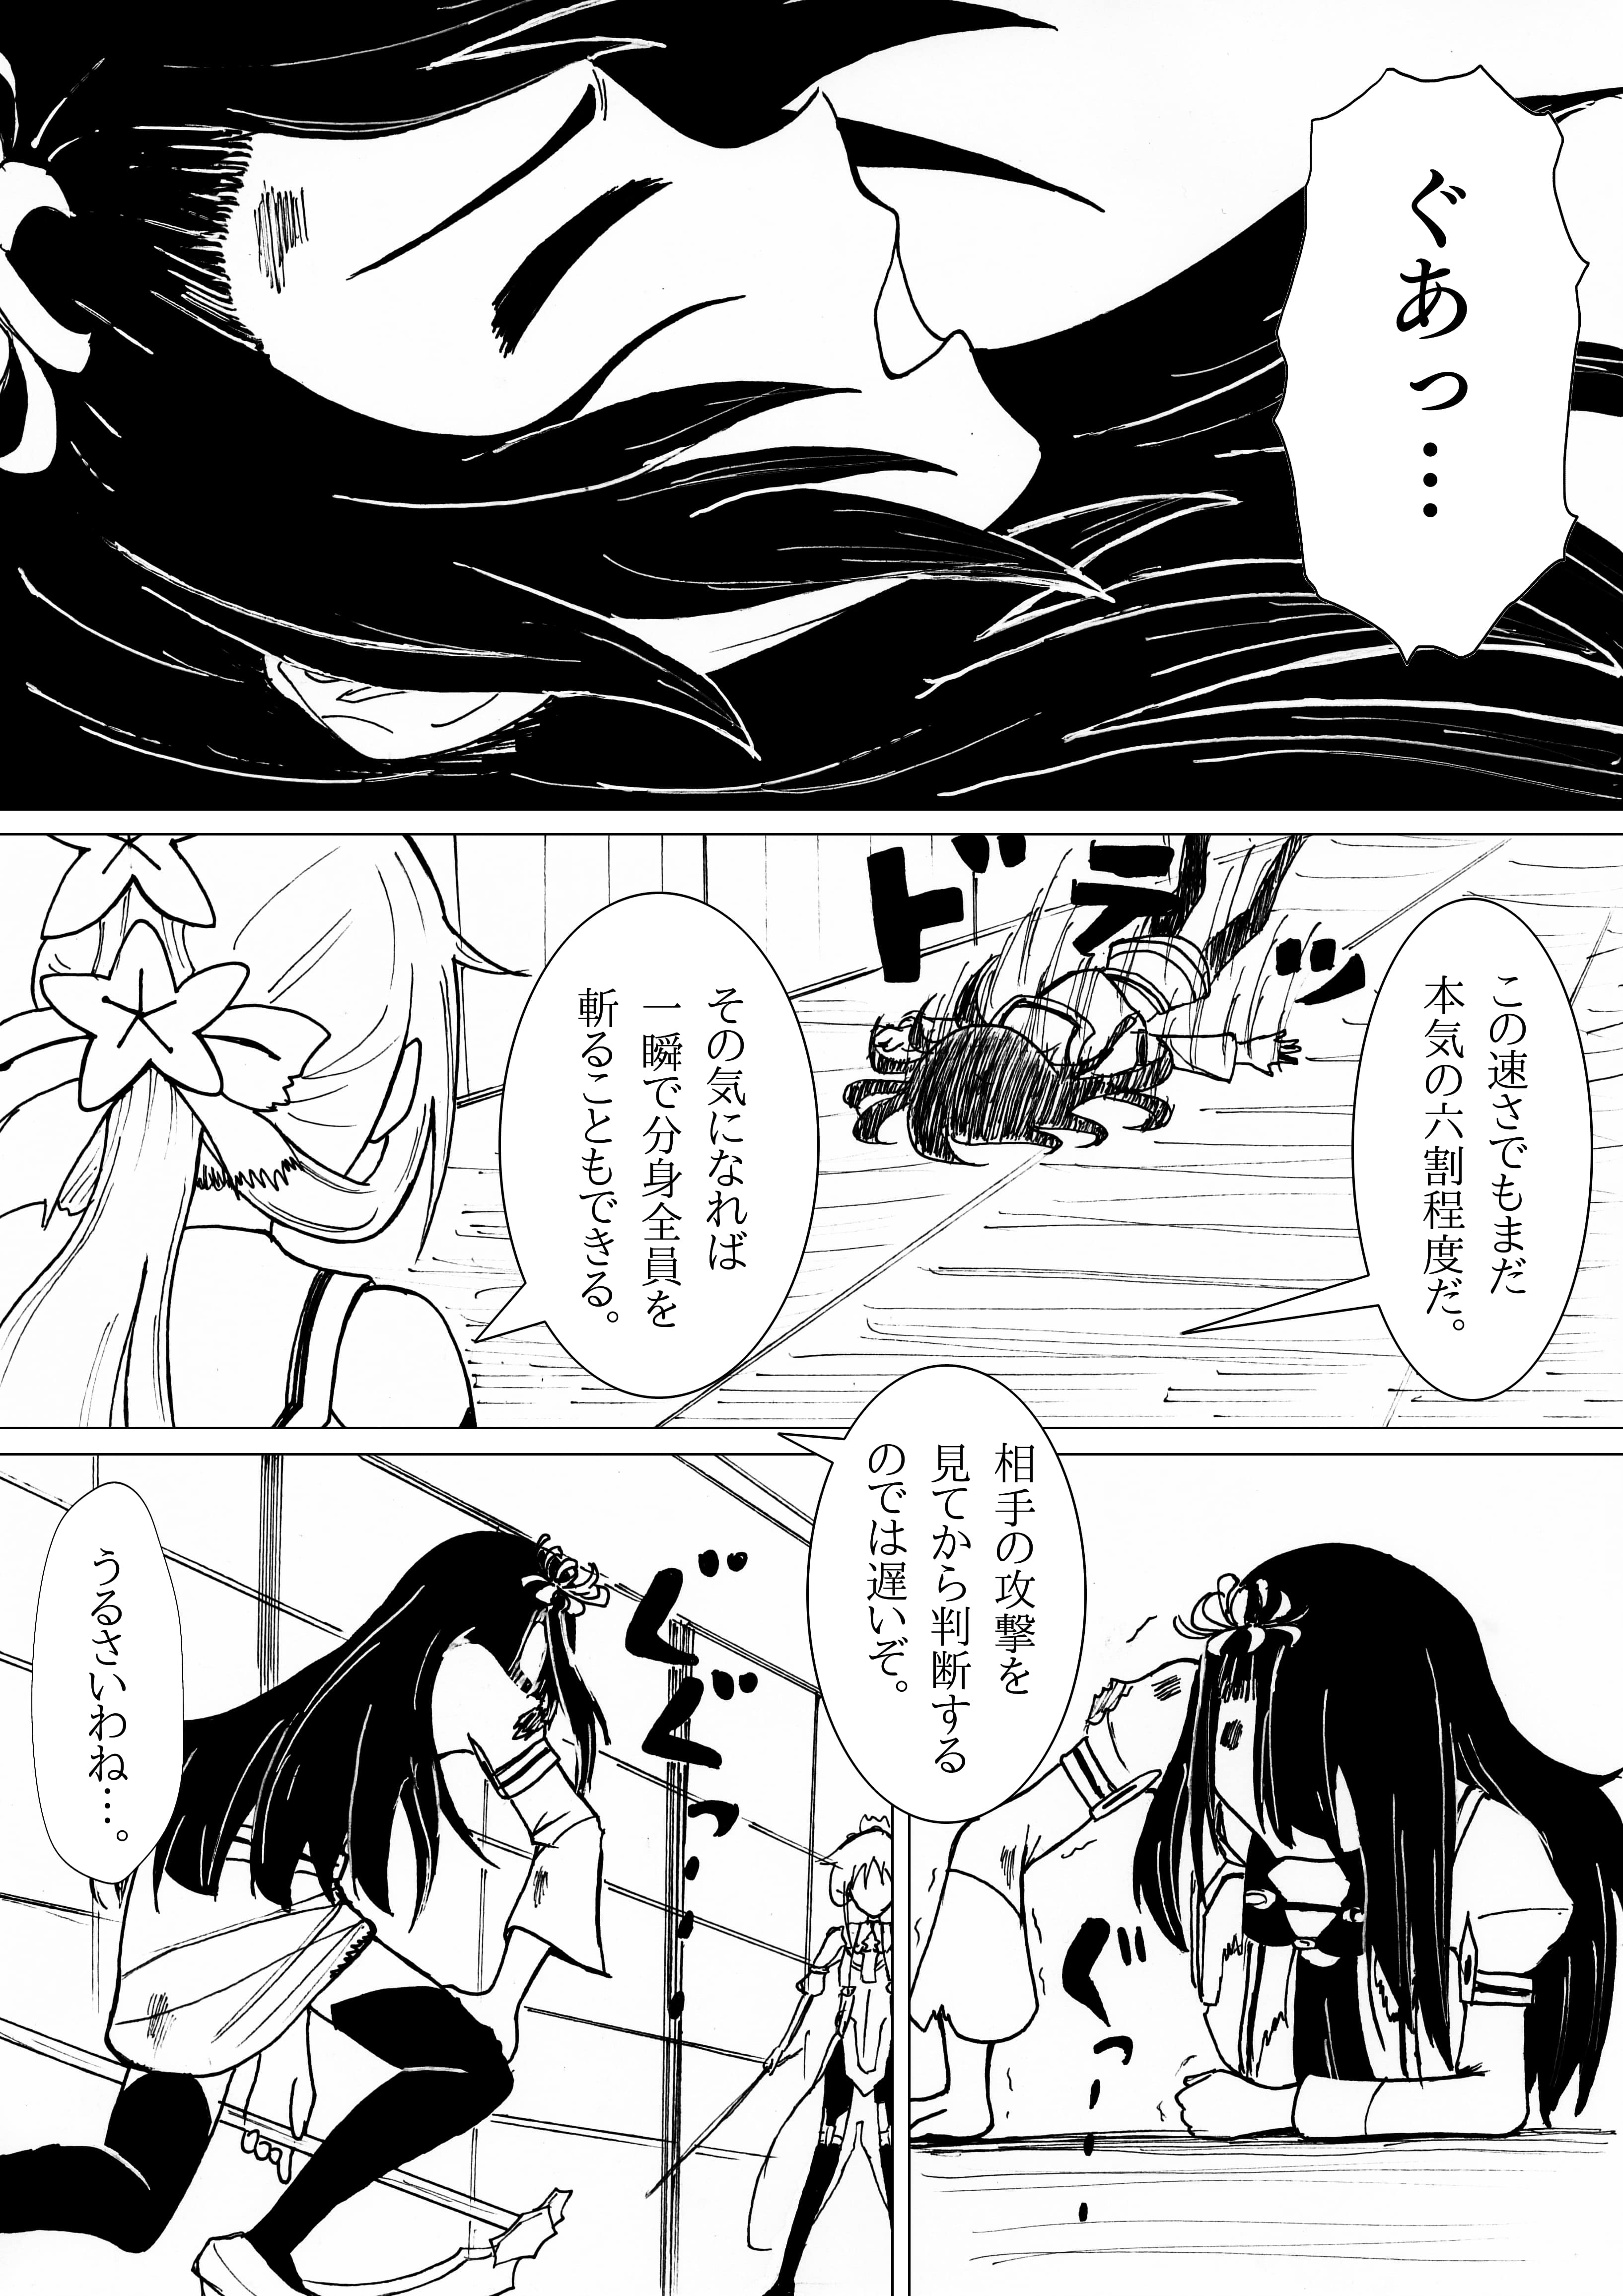 ぐあっ…
この速さでもまだ
本気の六割程度だ。
ドテッ
その気になれば
一瞬で分身全員を
斬ることもできる。
相手の攻撃を
見てから判断する
のでは遅いぞ。
ぐっ…
ぐぐっ…
うるさいわね…。